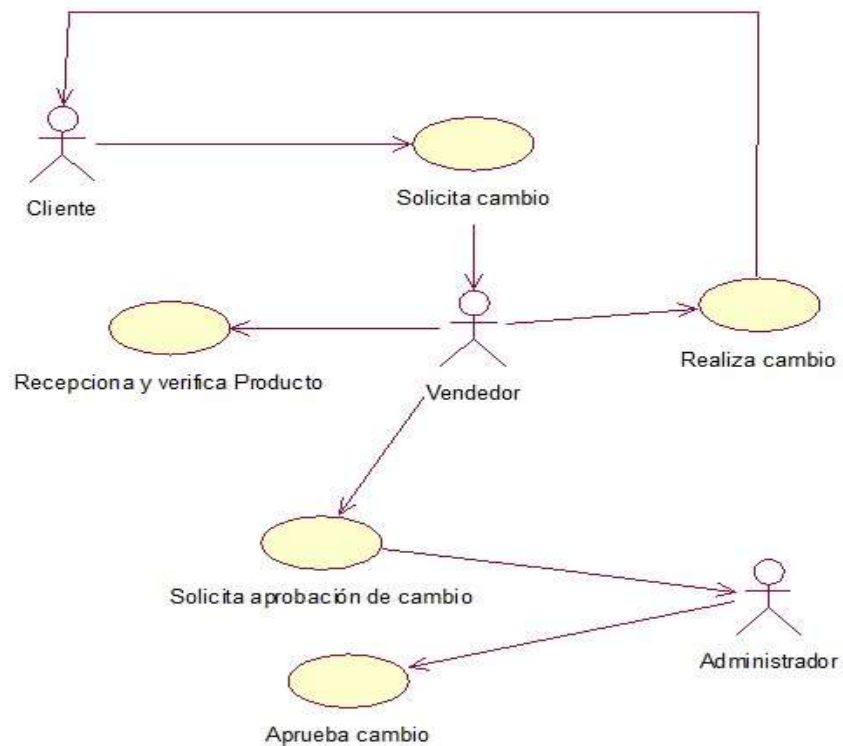 Cliente
Solicita cambio
Recepciona y verifica Producto
Vendedor
Realiza cambio
Solicita aprobación de cambio
Administrador
Aprueba cambio